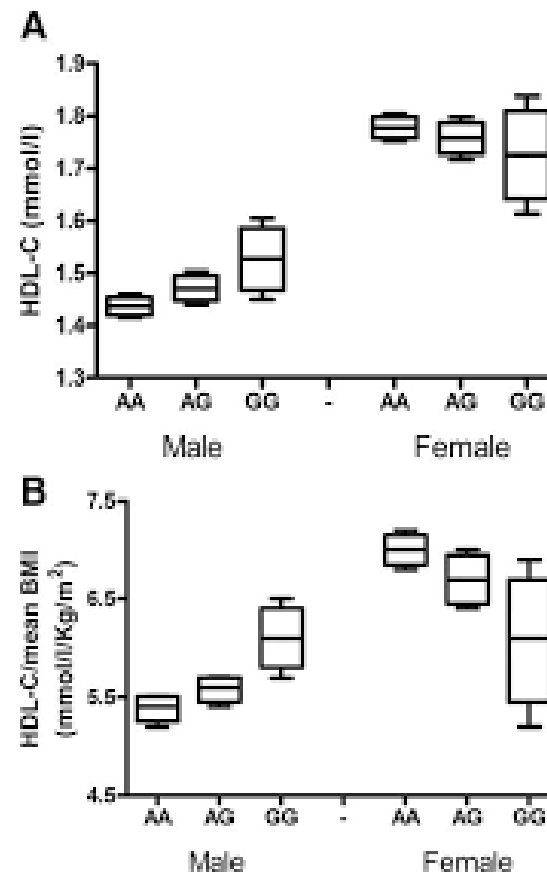 A
HDL-C (mmol/l)
1.9
1.8
1.7
1.6
1.5
1.4
1.3
AA AG GG - AA AG GG
Male Female
B
HDL-C/mean BMI
(mmol/l/Kg/m²)
7.5
6.5
5.5
4.5
AA AG GG - AA AG GG
Male Female